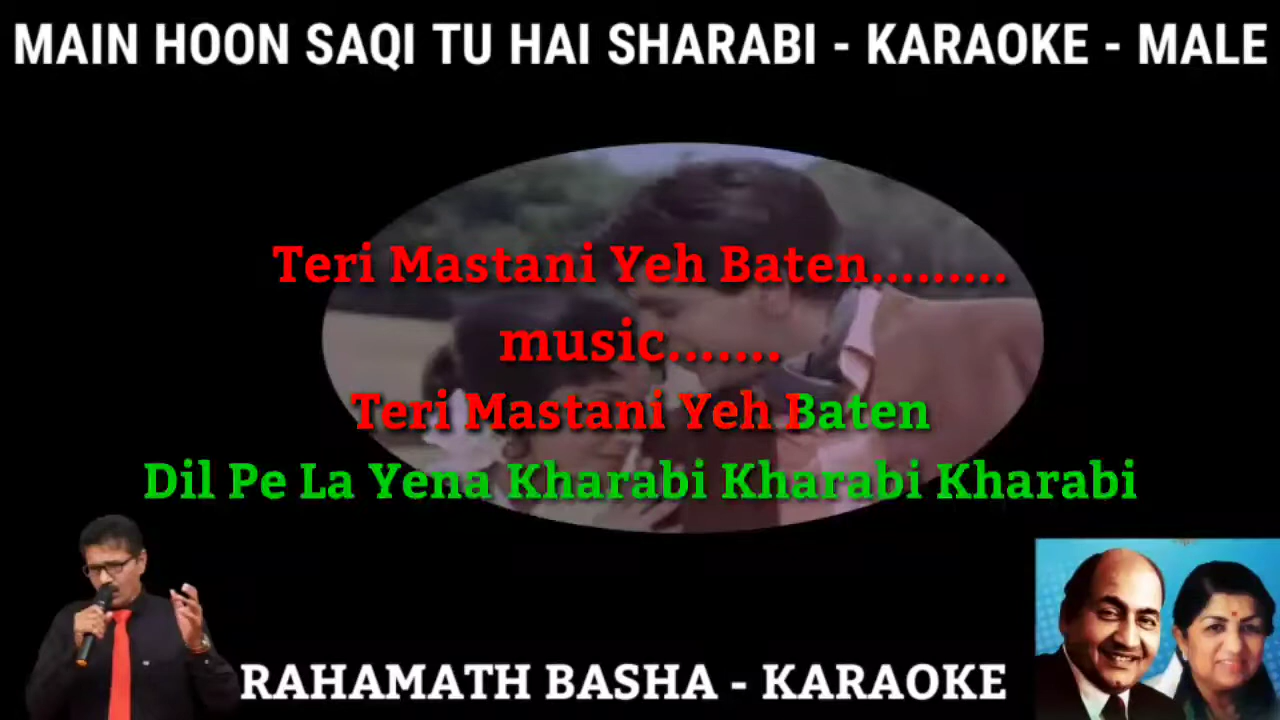 MAIN HOON SAQI TU HAI SHARABI - KARAOKE - MALE
Teri Mastani Yeh Baten.........
music.......
Teri Mastani Yeh Baten
Dil Pe La Yena Kharabi Kharabi Kharabi
RAHAMATH BASHA - KARAOKE